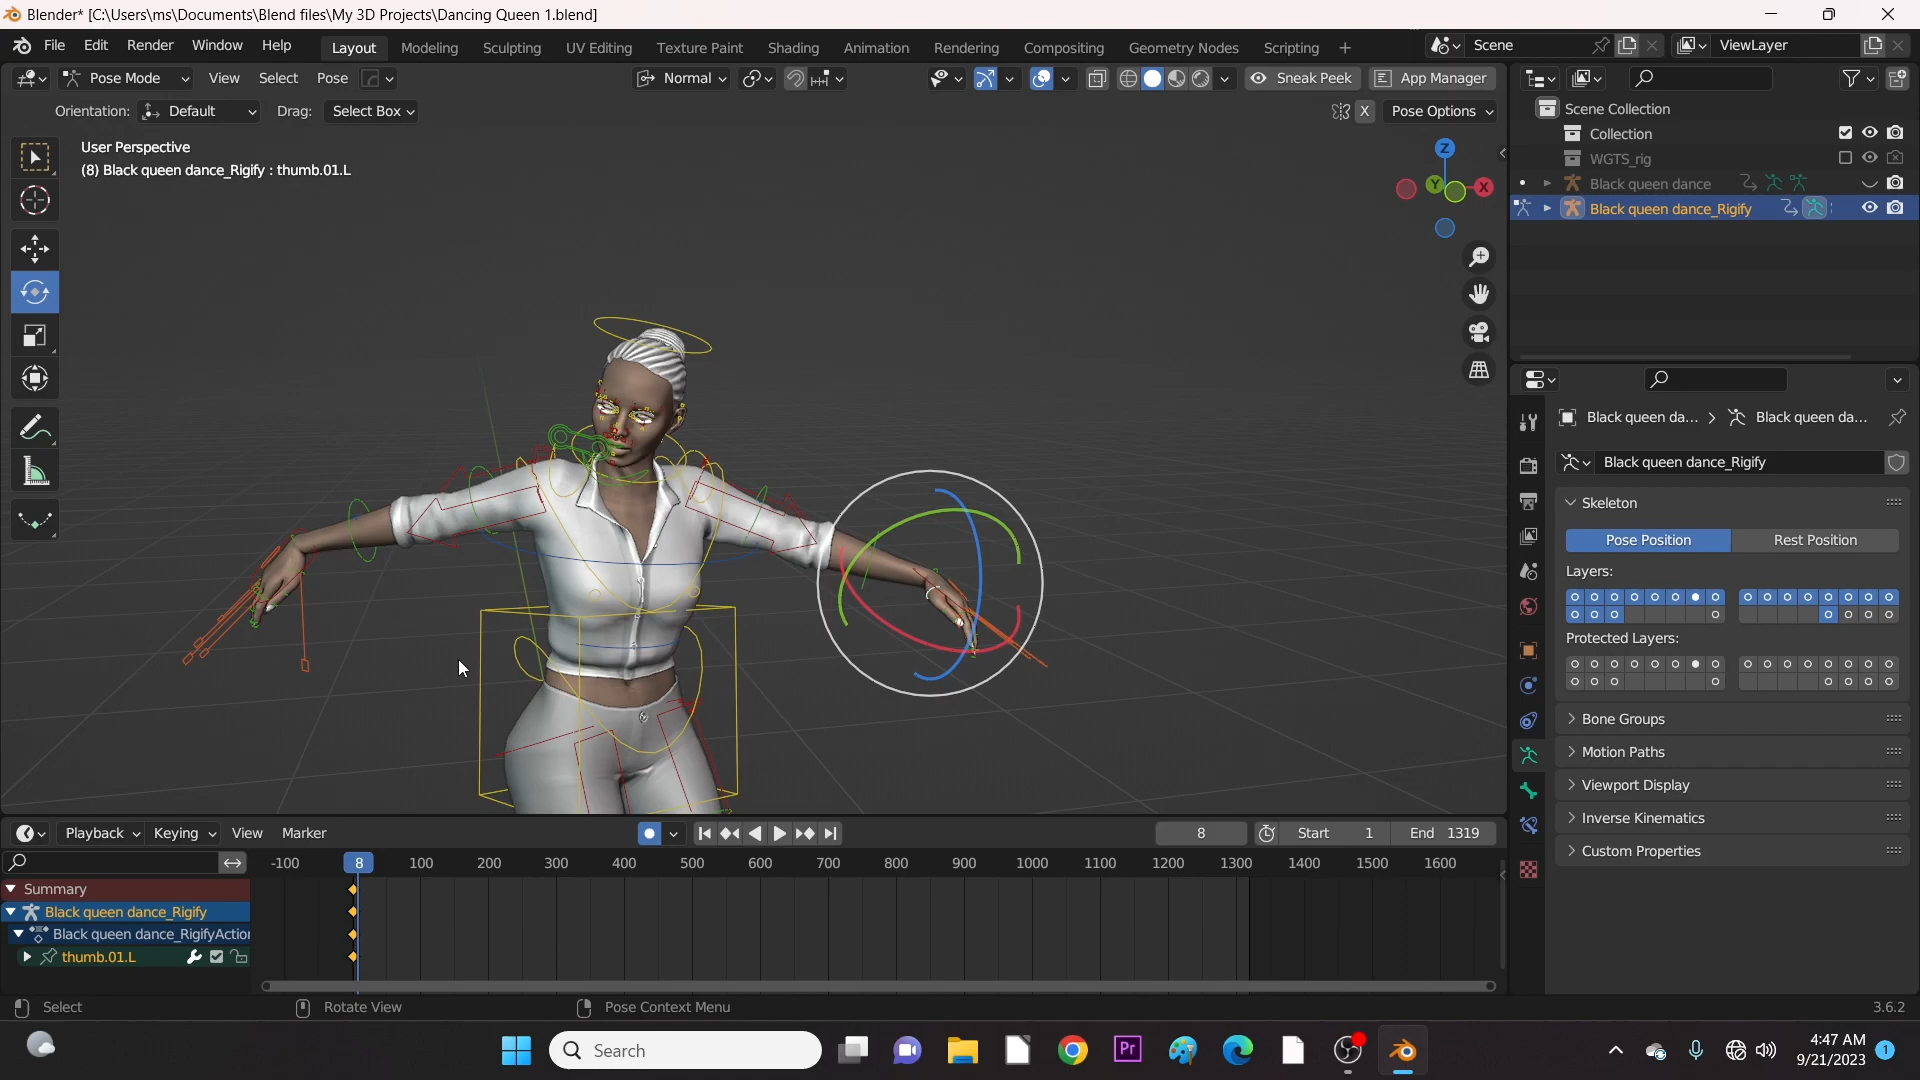 Blender* [C:\Users\ms\Documents\Blend files\My 3D Projects\Dancing Queen 1.blend]
File Edit Render Window Help Layout Modeling Sculpting UV Editing Texture Paint Shading Animation Rendering Compositing Geometry Nodes Scripting + Scene ViewLayer
Pose Mode View Select Pose Normal Sneak Peek App Manager
Orientation: Default Drag: Select Box X Pose Options
User Perspective
(8) Black queen dance_Rigify : thumb.01.L
Z
Y
X
Scene Collection
Collection
WGTS_rig
Black queen dance
Black queen dance_Rigify
Black queen da... Black queen da...
Black queen dance_Rigify
Skeleton
Pose Position Rest Position
Layers:
Protected Layers:
Bone Groups
Motion Paths
Viewport Display
Inverse Kinematics
Custom Properties
Playback Keying View Marker 8 Start 1 End 1319
-100 8 100 200 300 400 500 600 700 800 900 1000 1100 1200 1300 1400 1500 1600
Summary
Black queen dance_Rigify
Black queen dance_RigifyAction
thumb.01.L
Select Rotate View Pose Context Menu 3.6.2
Search
Pr
4:47 AM
9/21/2023
1